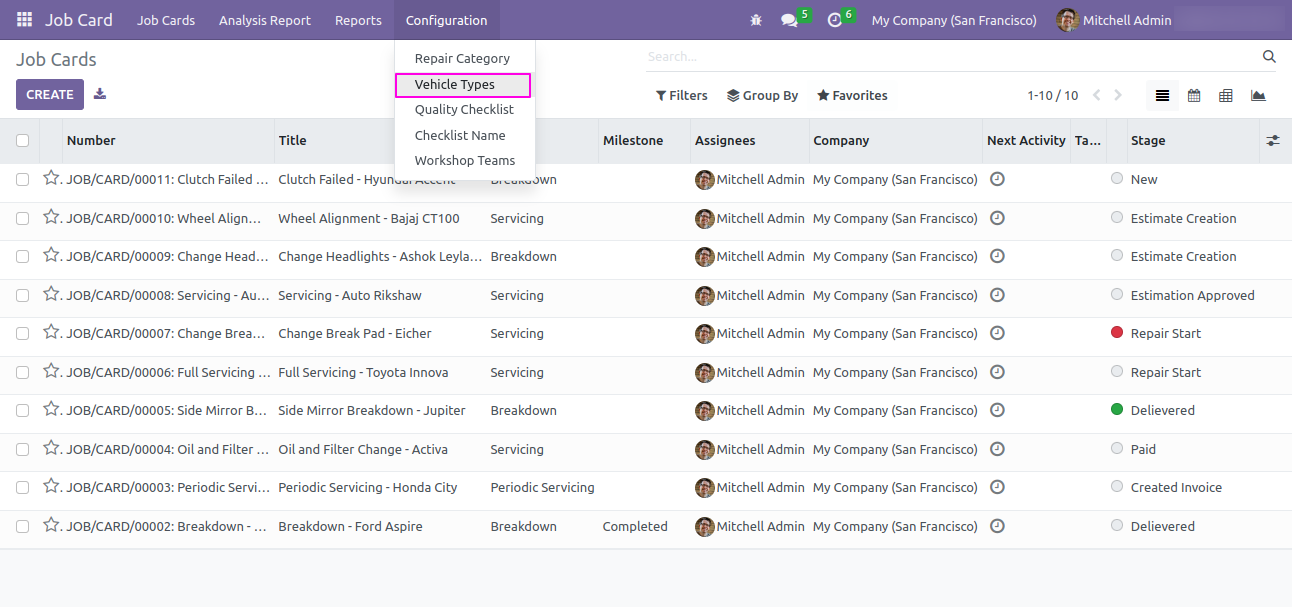 Job Card Job Cards Analysis Report Reports Configuration 5 6 My Company (San Francisco) Mitchell Admin
Job Cards
Search...
CREATE
Repair Category
Vehicle Types
Quality Checklist
Checklist Name
Workshop Teams
Filters Group By Favorites 1-10 / 10
Number Title Milestone Assignees Company Next Activity Ta... Stage
JOB/CARD/00011: Clutch Failed ... Clutch Failed - Hyundai Accent Breakdown Mitchell Admin My Company (San Francisco) New
JOB/CARD/00010: Wheel Align... Wheel Alignment - Bajaj CT100 Servicing Mitchell Admin My Company (San Francisco) Estimate Creation
JOB/CARD/00009: Change Head... Change Headlights - Ashok Leyla... Breakdown Mitchell Admin My Company (San Francisco) Estimate Creation
JOB/CARD/00008: Servicing - Au... Servicing - Auto Rikshaw Servicing Mitchell Admin My Company (San Francisco) Estimation Approved
JOB/CARD/00007: Change Brea... Change Break Pad - Eicher Servicing Mitchell Admin My Company (San Francisco) Repair Start
JOB/CARD/00006: Full Servicing ... Full Servicing - Toyota Innova Servicing Mitchell Admin My Company (San Francisco) Repair Start
JOB/CARD/00005: Side Mirror B... Side Mirror Breakdown - Jupiter Breakdown Mitchell Admin My Company (San Francisco) Delievered
JOB/CARD/00004: Oil and Filter ... Oil and Filter Change - Activa Servicing Mitchell Admin My Company (San Francisco) Paid
JOB/CARD/00003: Periodic Servi... Periodic Servicing - Honda City Periodic Servicing Mitchell Admin My Company (San Francisco) Created Invoice
JOB/CARD/00002: Breakdown - ... Breakdown - Ford Aspire Breakdown Completed Mitchell Admin My Company (San Francisco) Delievered